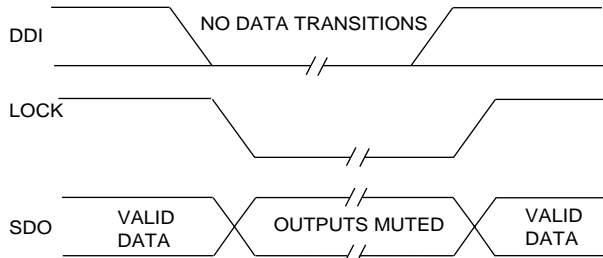 DDI
NO DATA TRANSITIONS
LOCK
SDO
VALID
DATA
OUTPUTS MUTED
VALID
DATA